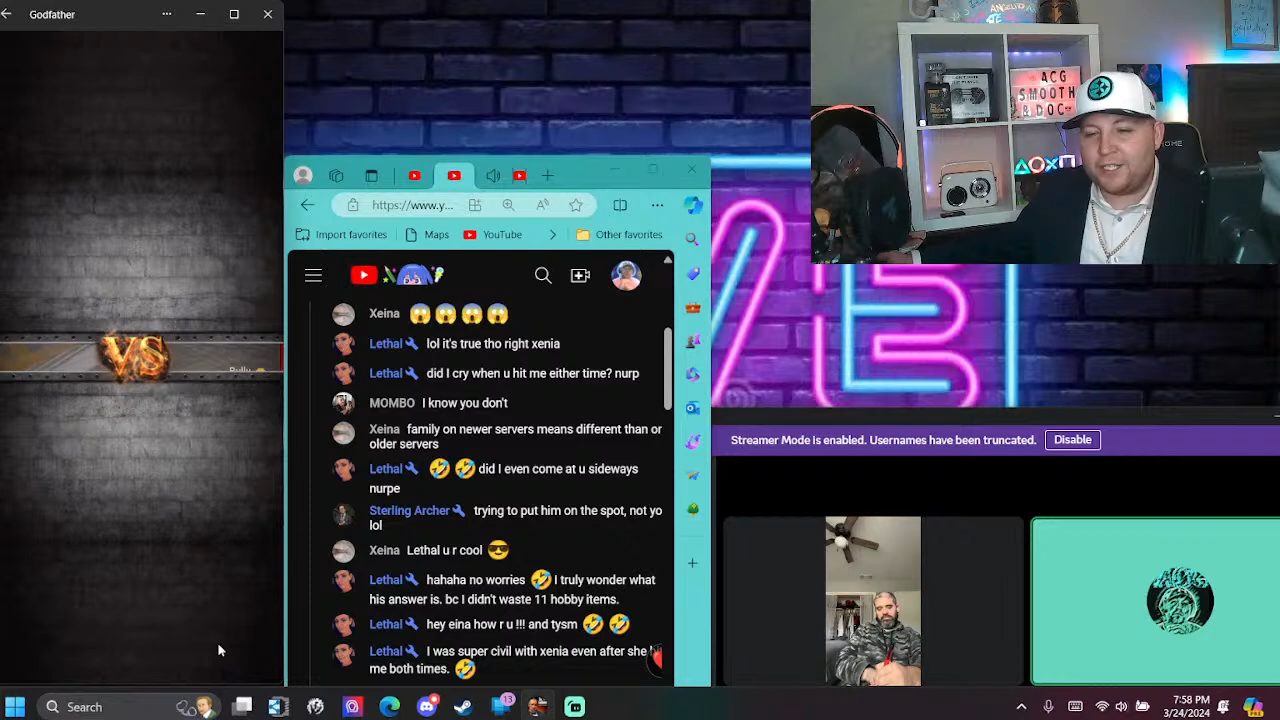 Godfather
ACG
SMOOTH
& DOC
https://www.y...
Import favorites
Maps
YouTube
Other favorites
Xeina 😱😱😱😱
Lethal lol it's true tho right xenia
Lethal did I cry when u hit me either time? nurp
MOMBO I know you don't
Xeina family on newer servers means different than or
older servers
Lethal 🤣🤣 did I even come at u sideways
nurpe
Sterling Archer trying to put him on the spot, not yo
lol
Xeina Lethal u r cool 😎
Lethal hahaha no worries 🤣 I truly wonder what
his answer is. bc I didn't waste 11 hobby items.
Lethal hey eina how r u !!! and tysm 🤣🤣
Lethal I was super civil with xenia even after she
me both times. 🤣
VS
Bully
VE
Streamer Mode is enabled. Usernames have been truncated.
Disable
Search
13
7:58 PM
3/24/2024